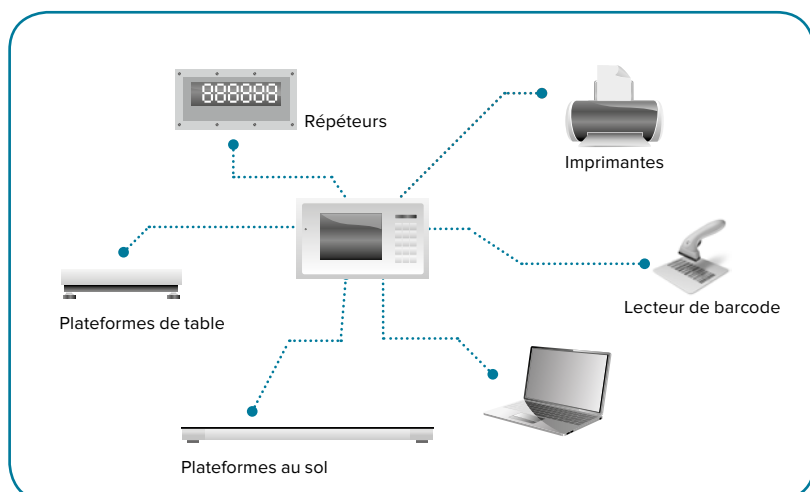 888888
Répéteurs
Imprimantes
Lecteur de barcode
Plateformes de table
Plateformes au sol